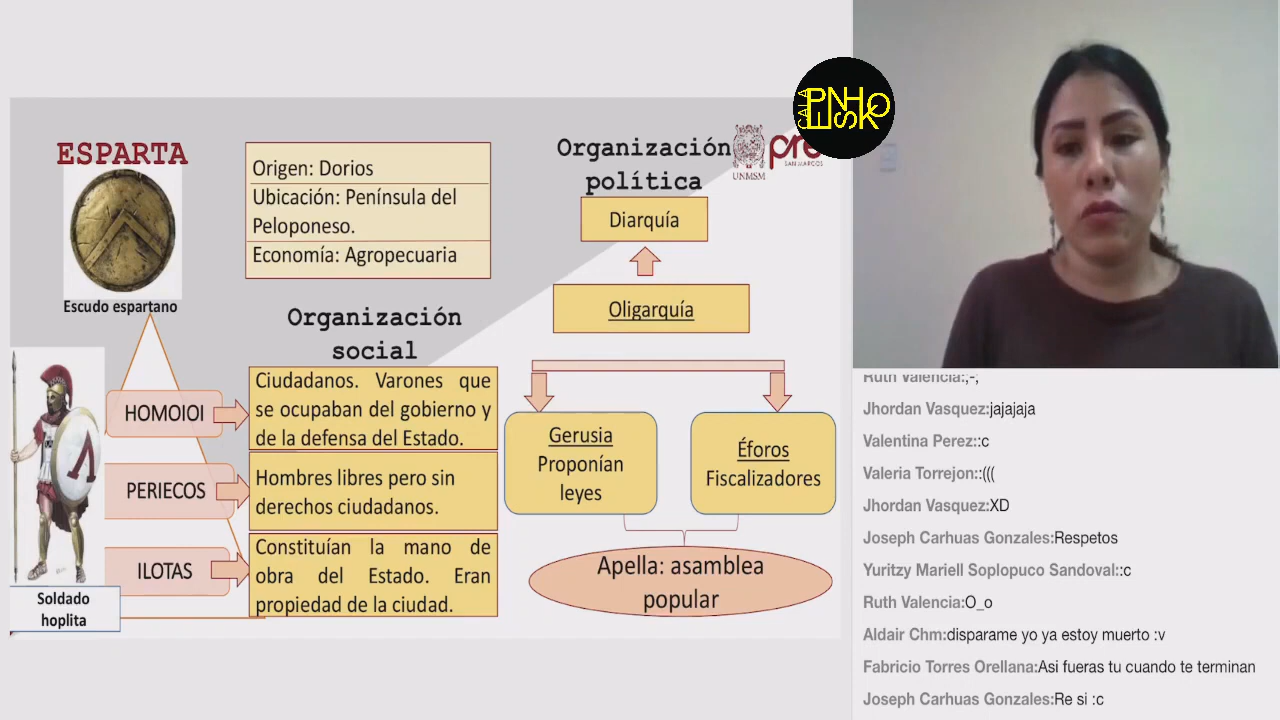 ESPARTA
Escudo espartano
Origen: Dorios
Ubicación: Península del
Peloponeso.
Economía: Agropecuaria
Organización
social
HOMOIOI
Ciudadanos. Varones que
se ocupaban del gobierno y
de la defensa del Estado.
PERIECOS
Hombres libres pero sin
derechos ciudadanos.
ILOTAS
Constituían la mano de
obra del Estado. Eran
propiedad de la ciudad.
Soldado
hoplita
Organización
política
UNMSM
SAN MARCOS
Diarquía
Oligarquía
Gerusia
Proponían
leyes
Éforos
Fiscalizadores
Apella: asamblea
popular
Ruth Valencia:;-;
Jhordan Vasquez:jajajaja
Valentina Perez::c
Valeria Torrejon::(((
Jhordan Vasquez:XD
Joseph Carhuas Gonzales:Respetos
Yuritzy Mariell Soplopuco Sandoval::c
Ruth Valencia:O_o
Aldair Chm:disparame yo ya estoy muerto :v
Fabricio Torres Orellana:Asi fueras tu cuando te terminan
Joseph Carhuas Gonzales:Re si :c